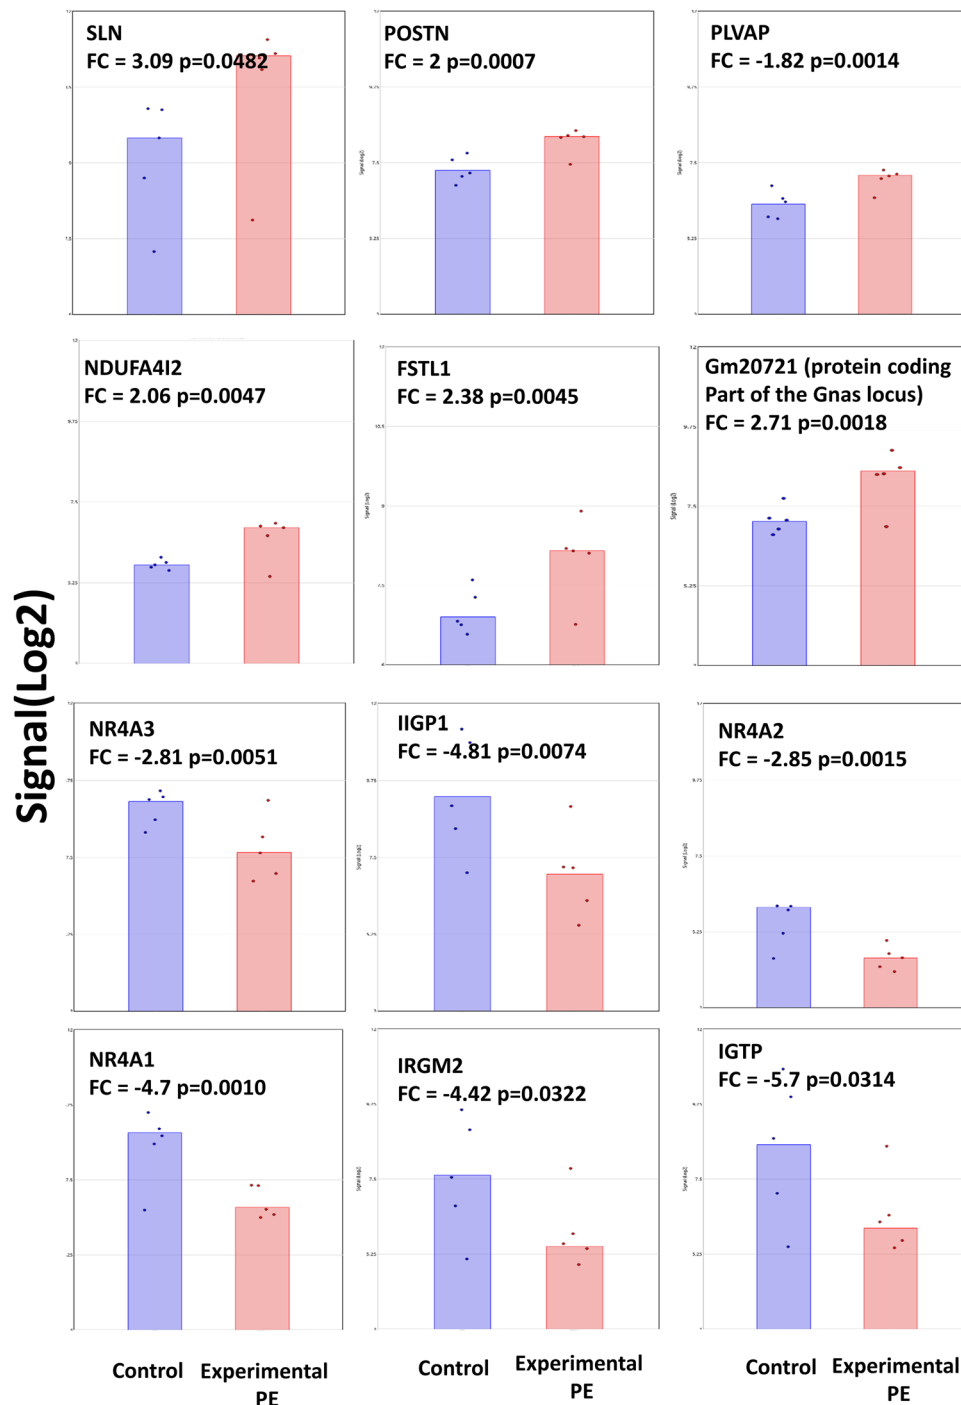 SLN
FC = 3.09 p=0.0482
POSTN
FC = 2 p=0.0007
PLVAP
FC = -1.82 p=0.0014
NDUFA4I2
FC = 2.06 p=0.0047
FSTL1
FC = 2.38 p=0.0045
Gm20721 (protein coding
Part of the Gnas locus)
FC = 2.71 p=0.0018
Signal(Log2)
NR4A3
FC = -2.81 p=0.0051
IIGP1
FC = -4.81 p=0.0074
NR4A2
FC = -2.85 p=0.0015
NR4A1
FC = -4.7 p=0.0010
IRGM2
FC = -4.42 p=0.0322
IGTP
FC = -5.7 p=0.0314
Control
Experimental
PE
Control
Experimental
PE
Control
Experimental
PE